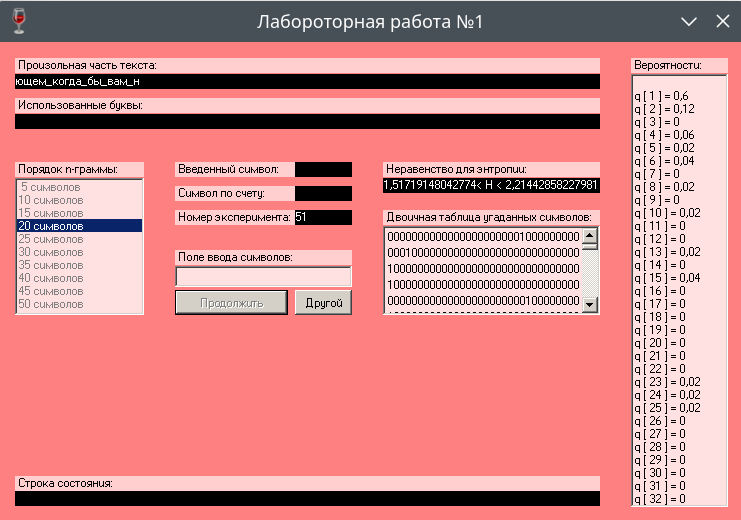 Лабороторная работа №1
Произольная часть текста:
ющем_когда_бы_вам_н
Использованные буквы:
Порядок n-граммы:
5 символов
10 символов
15 символов
20 символов
25 символов
30 символов
35 символов
40 символов
45 символов
50 символов
Введенный символ:
Символ по счету:
Номер эксперимента: 51
Поле ввода символов:
Продолжить
Другой
Неравенство для энтропии:
1,51719148042774< H < 2,21442858227981
Двоичная таблица угаданных символов:
00000000000000000000001000000000
00010000000000000000000000000000
10000000000000000000000000000000
10000000000000000000000000000000
00000000000000000000000100000000
Вероятности:
q [ 1 ] = 0,6
q [ 2 ] = 0,12
q [ 3 ] = 0
q [ 4 ] = 0,06
q [ 5 ] = 0,02
q [ 6 ] = 0,04
q [ 7 ] = 0
q [ 8 ] = 0,02
q [ 9 ] = 0
q [ 10 ] = 0,02
q [ 11 ] = 0
q [ 12 ] = 0
q [ 13 ] = 0,02
q [ 14 ] = 0
q [ 15 ] = 0,04
q [ 16 ] = 0
q [ 17 ] = 0
q [ 18 ] = 0
q [ 19 ] = 0
q [ 20 ] = 0
q [ 21 ] = 0
q [ 22 ] = 0
q [ 23 ] = 0,02
q [ 24 ] = 0,02
q [ 25 ] = 0,02
q [ 26 ] = 0
q [ 27 ] = 0
q [ 28 ] = 0
q [ 29 ] = 0
q [ 30 ] = 0
q [ 31 ] = 0
q [ 32 ] = 0
Строка состояния: